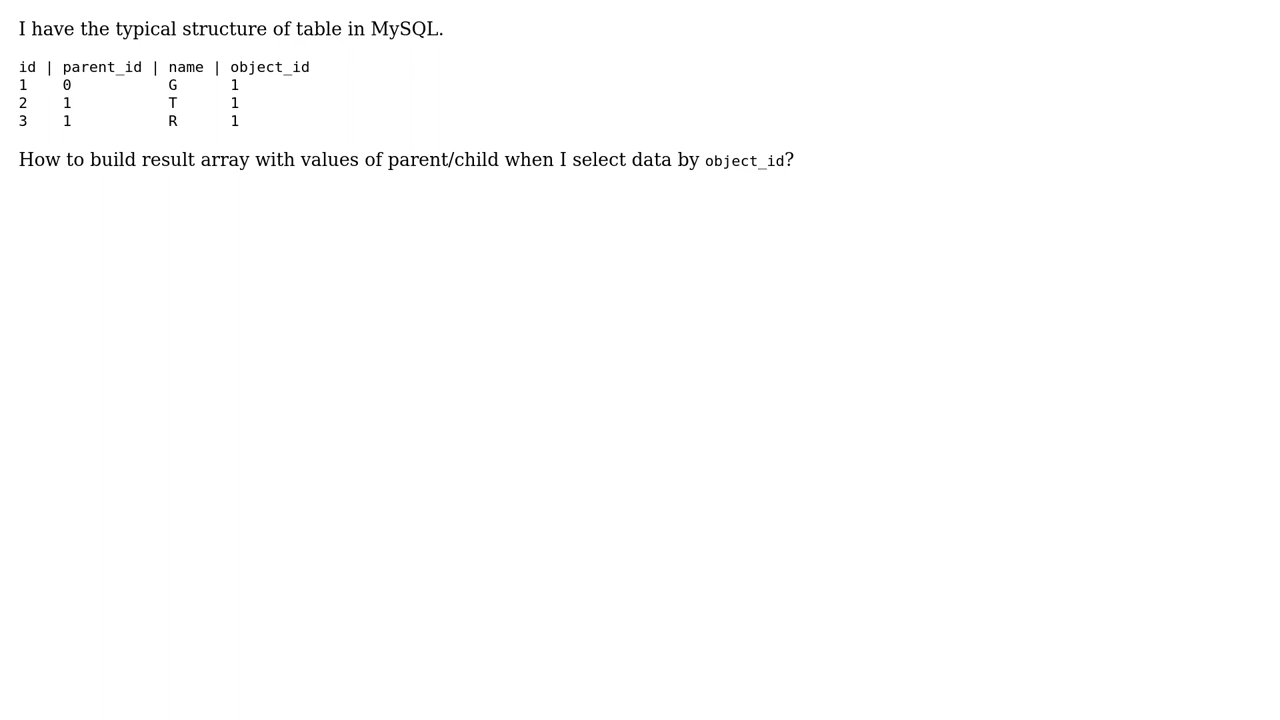 I have the typical structure of table in MySQL.
id | parent_id | name | object_id
1    0           G      1
2    1           T      1
3    1           R      1
How to build result array with values of parent/child when I select data by object_id?